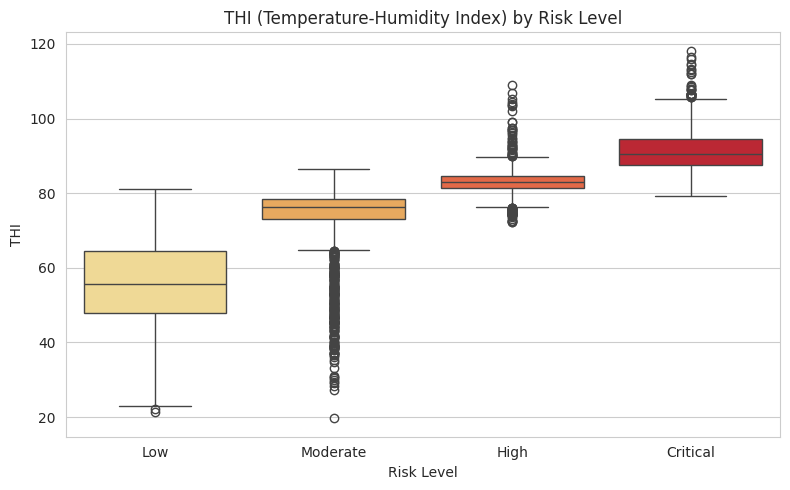 THI (Temperature-Humidity Index) by Risk Level
120
100
80
60
40
20
THI
Low Moderate High Critical
Risk Level